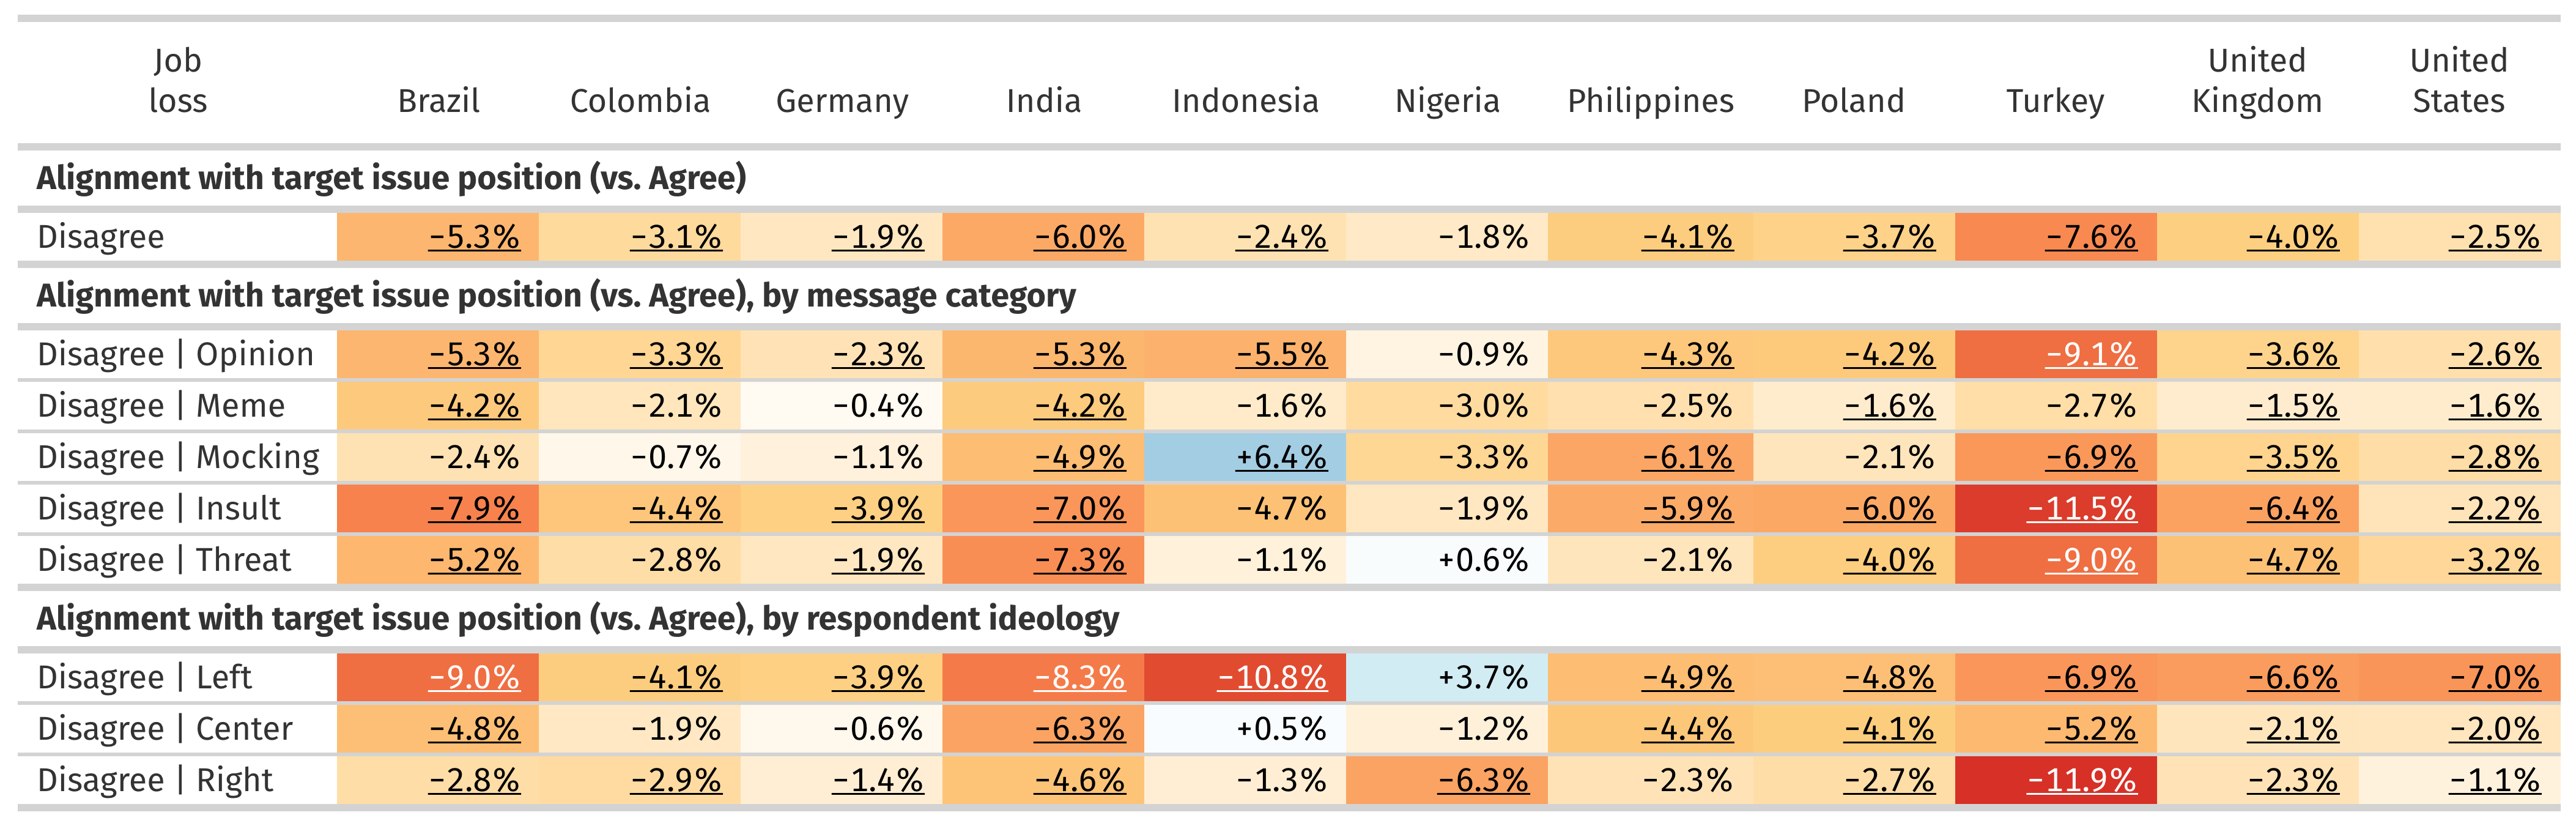 Job loss Brazil Colombia Germany India Indonesia Nigeria Philippines Poland Turkey United Kingdom United States
Alignment with target issue position (vs. Agree)
Disagree −5.3% −3.1% −1.9% −6.0% −2.4% −1.8% −4.1% −3.7% −7.6% −4.0% −2.5%
Alignment with target issue position (vs. Agree), by message category
Disagree | Opinion −5.3% −3.3% −2.3% −5.3% −5.5% −0.9% −4.3% −4.2% −9.1% −3.6% −2.6%
Disagree | Meme −4.2% −2.1% −0.4% −4.2% −1.6% −3.0% −2.5% −1.6% −2.7% −1.5% −1.6%
Disagree | Mocking −2.4% −0.7% −1.1% −4.9% +6.4% −3.3% −6.1% −2.1% −6.9% −3.5% −2.8%
Disagree | Insult −7.9% −4.4% −3.9% −7.0% −4.7% −1.9% −5.9% −6.0% −11.5% −6.4% −2.2%
Disagree | Threat −5.2% −2.8% −1.9% −7.3% −1.1% +0.6% −2.1% −4.0% −9.0% −4.7% −3.2%
Alignment with target issue position (vs. Agree), by respondent ideology
Disagree | Left −9.0% −4.1% −3.9% −8.3% −10.8% +3.7% −4.9% −4.8% −6.9% −6.6% −7.0%
Disagree | Center −4.8% −1.9% −0.6% −6.3% +0.5% −1.2% −4.4% −4.1% −5.2% −2.1% −2.0%
Disagree | Right −2.8% −2.9% −1.4% −4.6% −1.3% −6.3% −2.3% −2.7% −11.9% −2.3% −1.1%